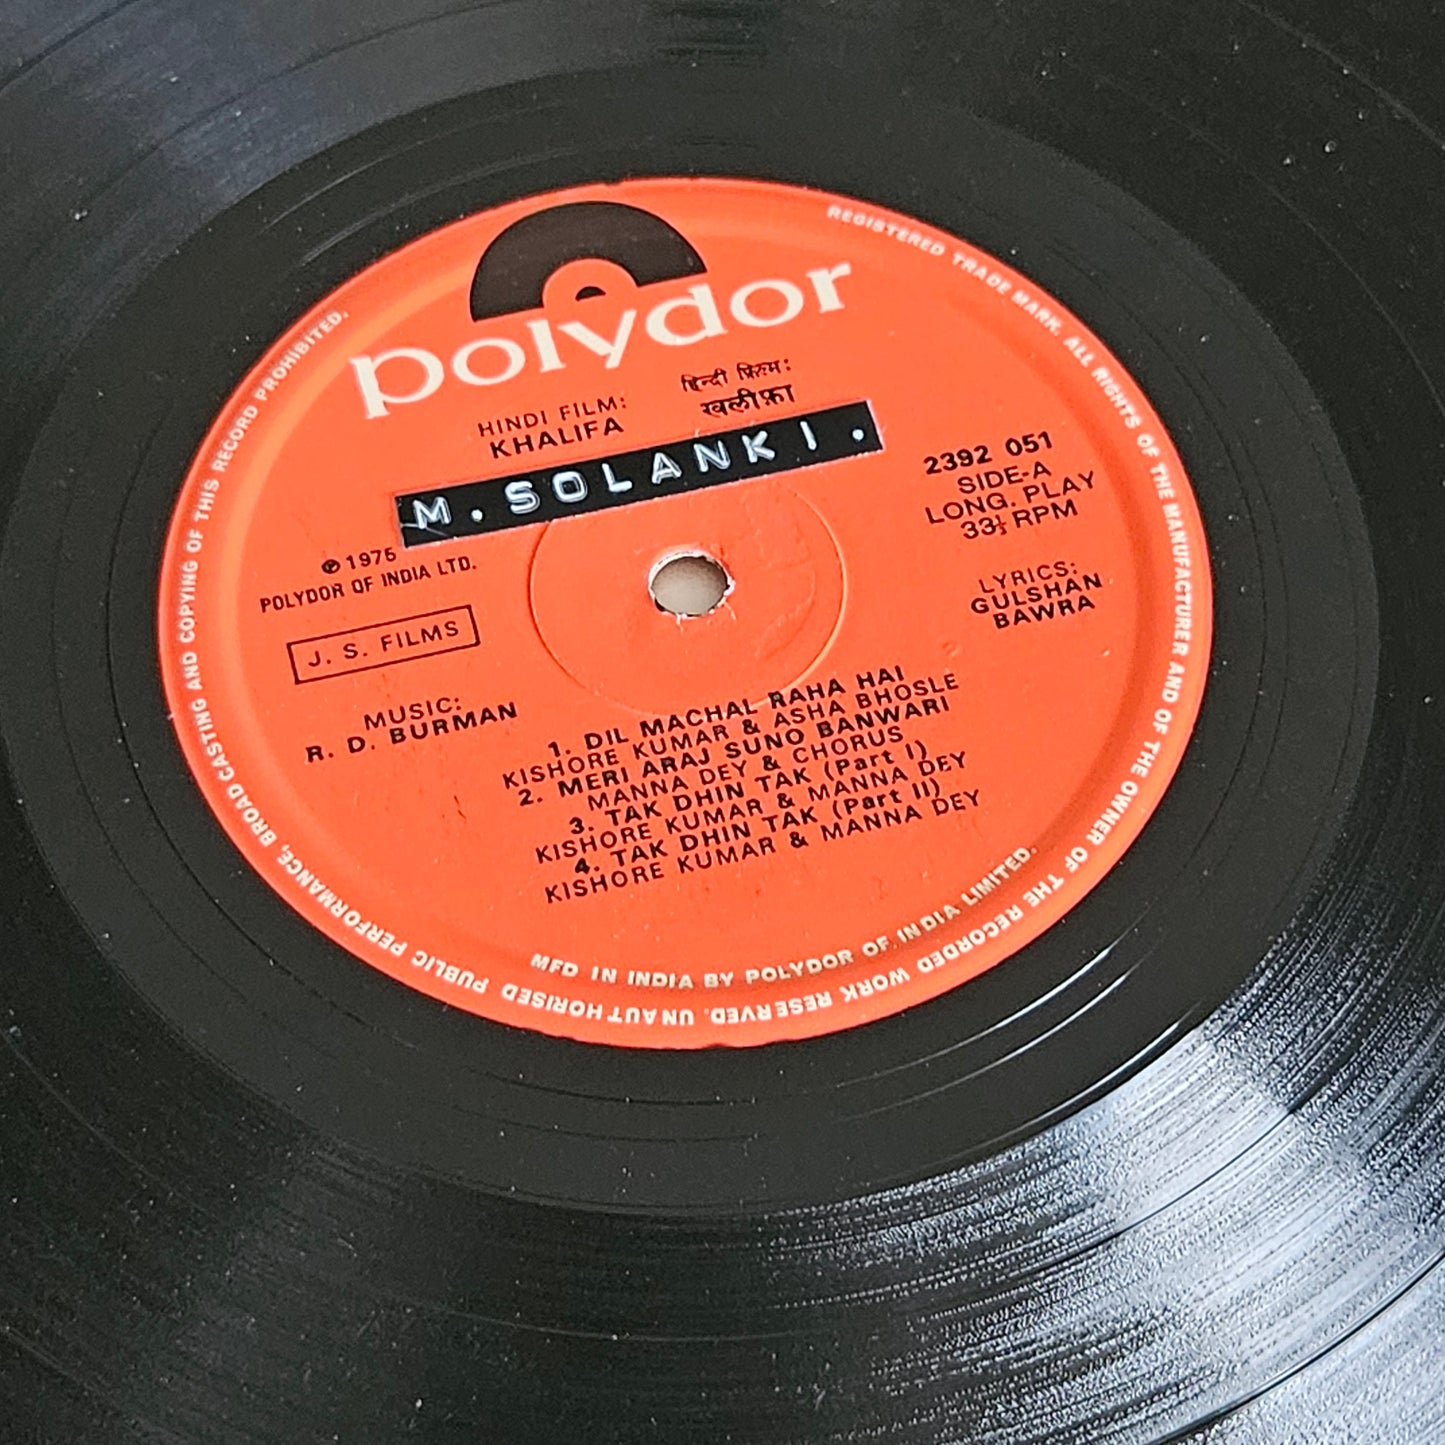 polydor
HINDI FILM:
KHALIFA
हिन्दी फ़िल्म:
ख़लीफ़ा
M. SOLANKI.
2392 051
SIDE-A
LONG. PLAY
33⅓ RPM
℗ 1975
POLYDOR OF INDIA LTD.
J. S. FILMS
LYRICS:
GULSHAN
BAWRA
MUSIC:
R. D. BURMAN
1. DIL MACHAL RAHA HAI
KISHORE KUMAR & ASHA BHOSLE
2. MERI ARAJ SUNO BANWARI
MANNA DEY & CHORUS
3. TAK DHIN TAK (Part I)
KISHORE KUMAR & MANNA DEY
4. TAK DHIN TAK (Part II)
KISHORE KUMAR & MANNA DEY
MFD IN INDIA BY POLYDOR OF INDIA LIMITED.
REGISTERED TRADE MARK. ALL RIGHTS OF THE MANUFACTURER AND OF THE OWNER OF THE RECORDED WORK RESERVED. UNAUTHORISED PUBLIC PERFORMANCE, BROADCASTING AND COPYING OF THIS RECORD PROHIBITED.